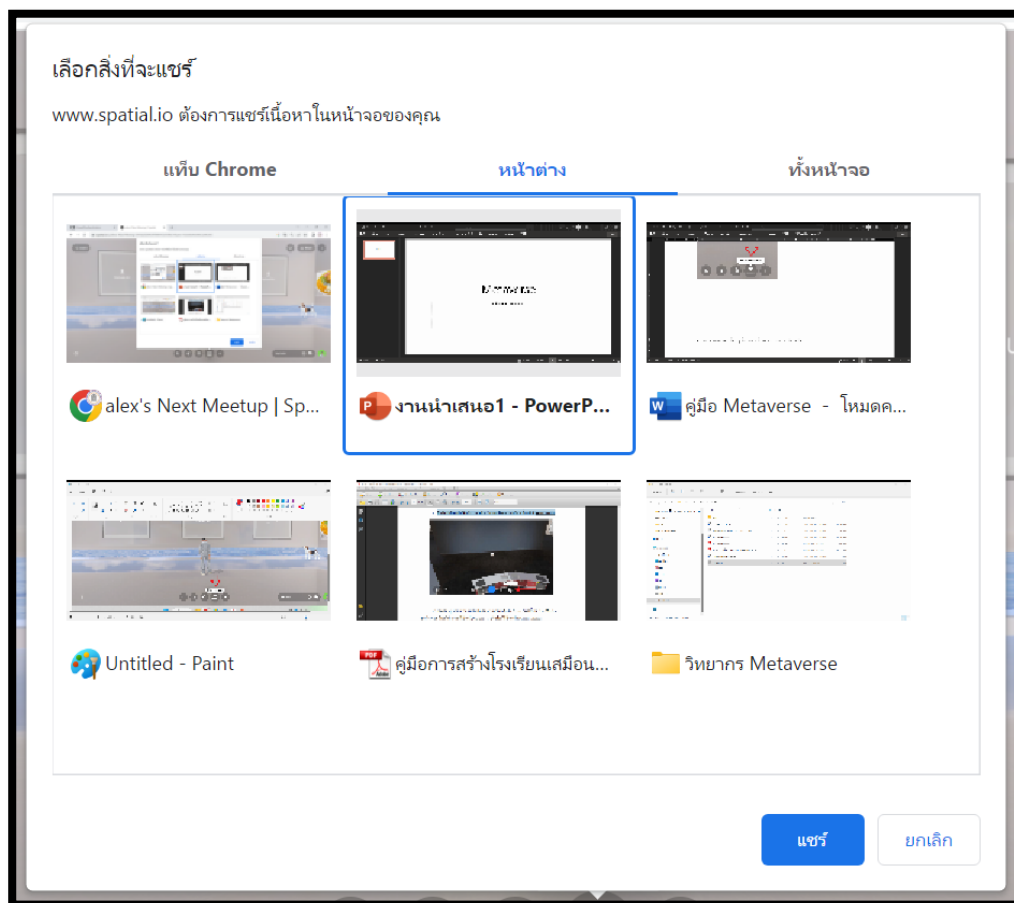 เลือกสิ่งที่จะแชร์
www.spatial.io ต้องการแชร์เนื้อหาในหน้าจอของคุณ
แท็บ Chrome หน้าต่าง ทั้งหน้าจอ
alex's Next Meetup | Sp... งานนำเสนอ1 - PowerP... คู่มือ Metaverse - โหมดค...
Untitled - Paint คู่มือการสร้างโรงเรียนเสมือน... วิทยากร Metaverse
แชร์ ยกเลิก